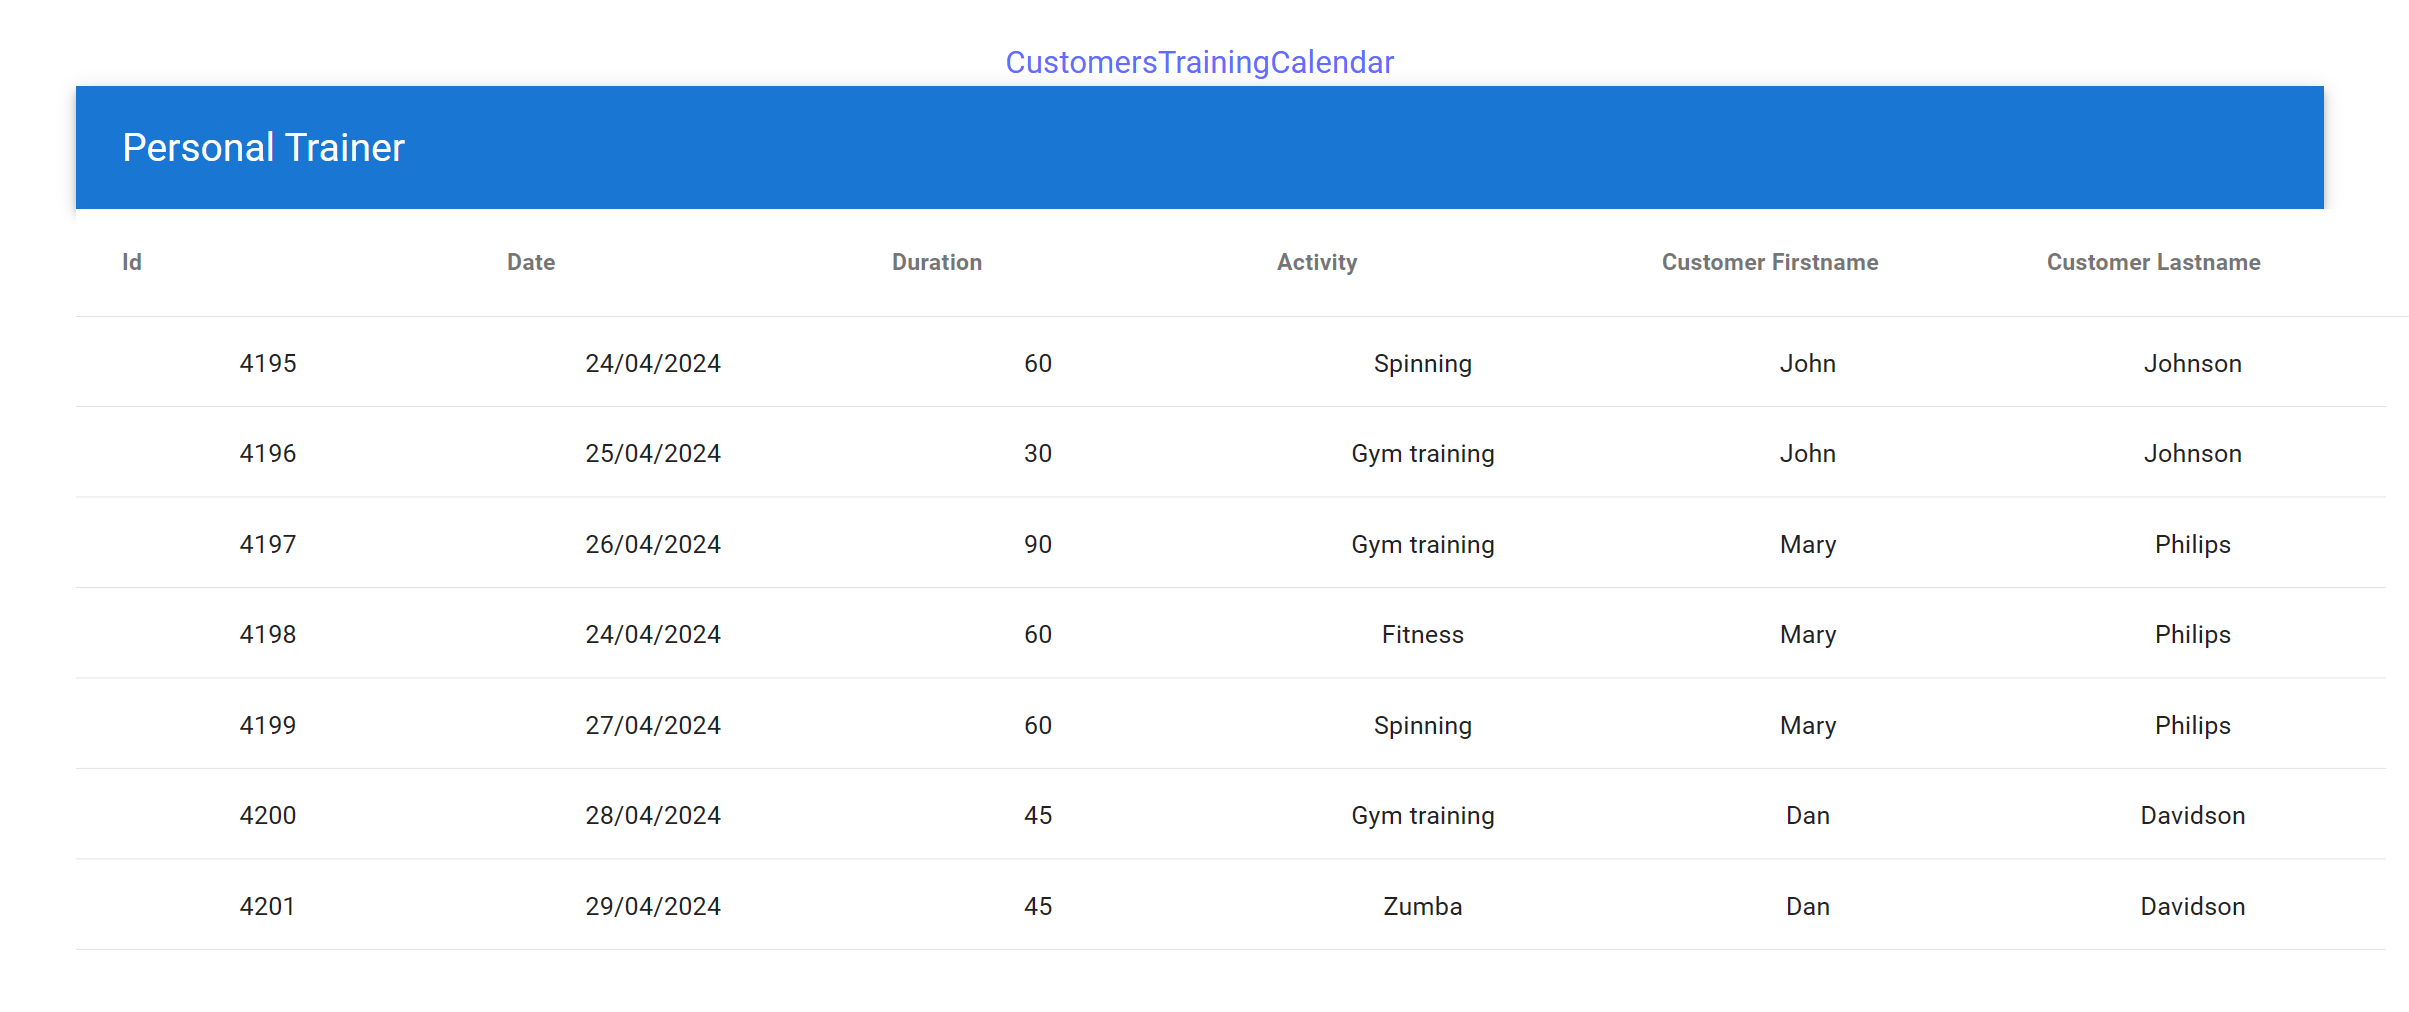 CustomersTrainingCalendar
Personal Trainer
Id Date Duration Activity Customer Firstname Customer Lastname
4195 24/04/2024 60 Spinning John Johnson
4196 25/04/2024 30 Gym training John Johnson
4197 26/04/2024 90 Gym training Mary Philips
4198 24/04/2024 60 Fitness Mary Philips
4199 27/04/2024 60 Spinning Mary Philips
4200 28/04/2024 45 Gym training Dan Davidson
4201 29/04/2024 45 Zumba Dan Davidson